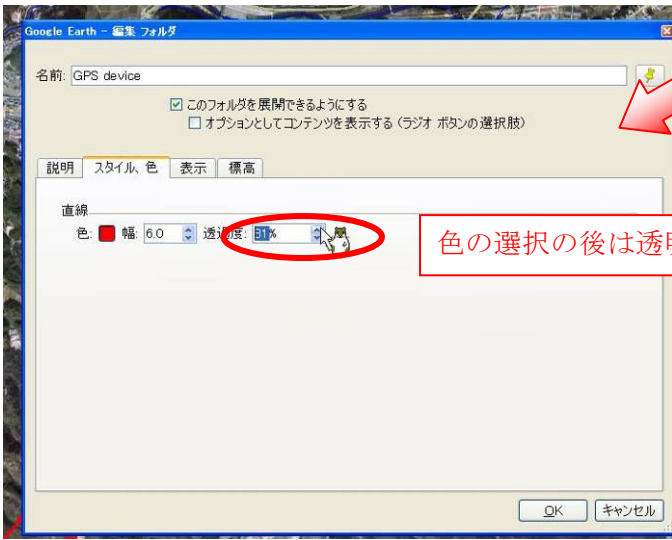 Google Earth - 編集 フォルダ
名前: GPS device
このフォルダを展開できるようにする
オプションとしてコンテンツを表示する (ラジオ ボタンの選択肢)
説明 スタイル、色 表示 標高
直線
色: 幅: 6.0 透過度: 31%
色の選択の後は透明
OK キャンセル